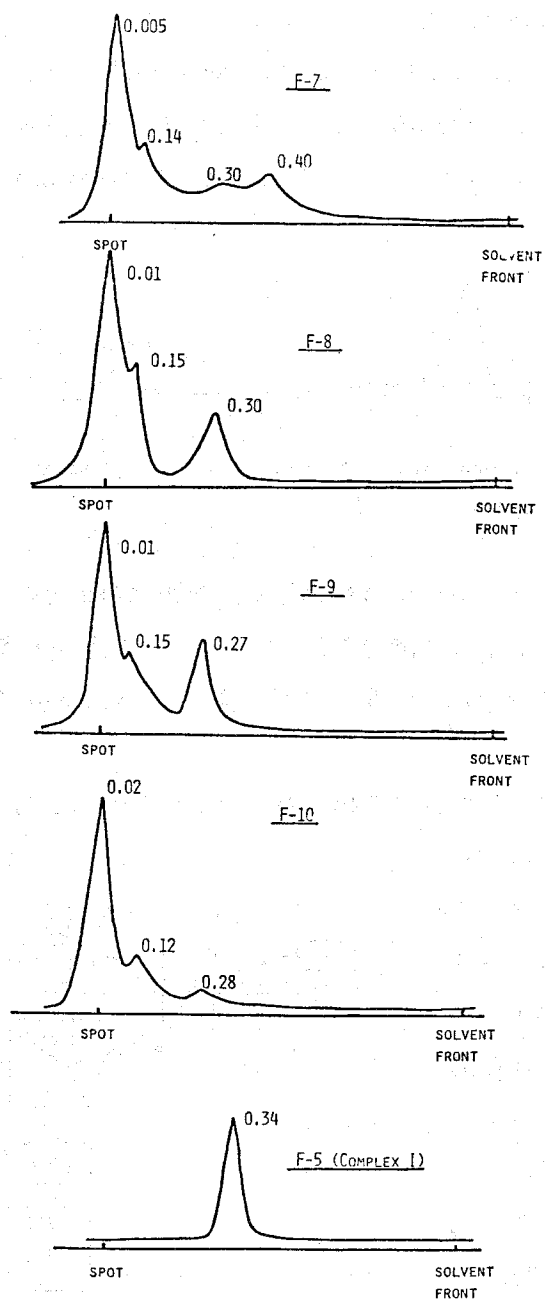 0.005
F-7
0.14
0.30
0.40
SPOT
SOLVENT
FRONT
0.01
F-8
0.15
0.30
SPOT
SOLVENT
FRONT
0.01
F-9
0.15
0.27
SPOT
SOLVENT
FRONT
0.02
F-10
0.12
0.28
SPOT
SOLVENT
FRONT
0.34
F-5 (COMPLEX I)
SPOT
SOLVENT
FRONT